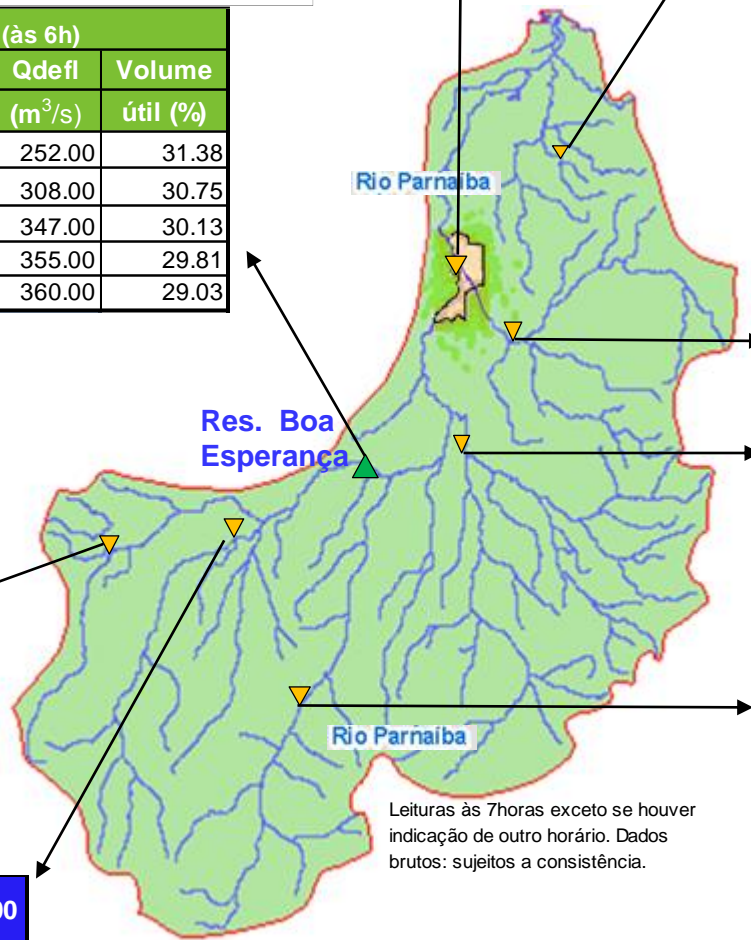 (às 6h)
Qdefl Volume
(m³/s) útil (%)
252.00 31.38
308.00 30.75
347.00 30.13
355.00 29.81
360.00 29.03
Rio Parnaíba
Res. Boa
Esperança
Rio Parnaíba
Leituras às 7horas exceto se houver
indicação de outro horário. Dados
brutos: sujeitos a consistência.